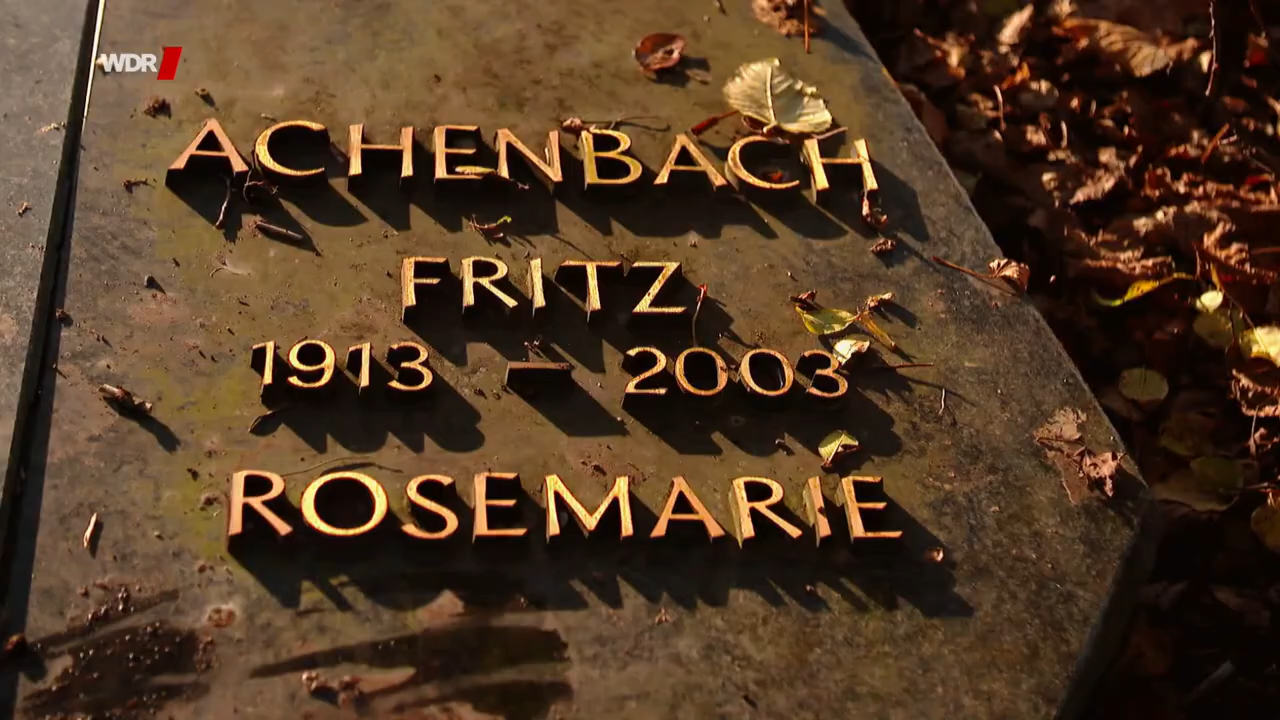 WDR
ACHENBACH
FRITZ
1913 – 2003
ROSEMARIE